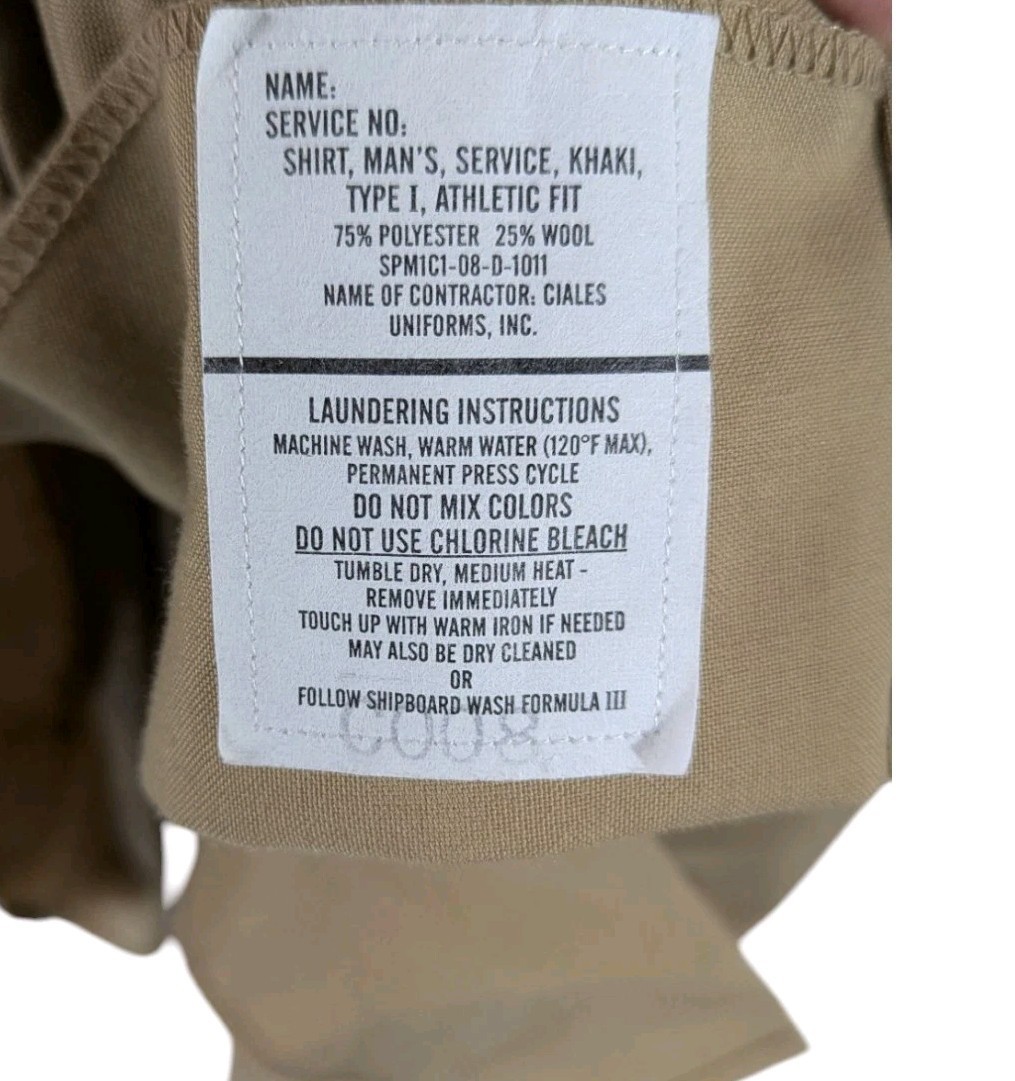 NAME:
SERVICE NO:
SHIRT, MAN'S, SERVICE, KHAKI,
TYPE I, ATHLETIC FIT
75% POLYESTER 25% WOOL
SPM1C1-08-D-1011
NAME OF CONTRACTOR: CIALES
UNIFORMS, INC.
LAUNDERING INSTRUCTIONS
MACHINE WASH, WARM WATER (120°F MAX),
PERMANENT PRESS CYCLE
DO NOT MIX COLORS
DO NOT USE CHLORINE BLEACH
TUMBLE DRY, MEDIUM HEAT -
REMOVE IMMEDIATELY
TOUCH UP WITH WARM IRON IF NEEDED
MAY ALSO BE DRY CLEANED
OR
FOLLOW SHIPBOARD WASH FORMULA III